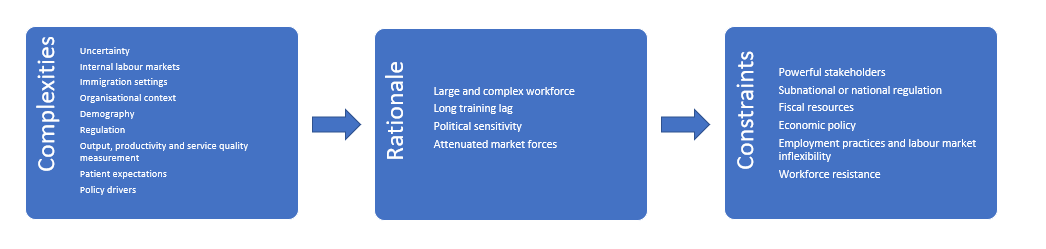 Complexities
Uncertainty
Internal labour markets
Immigration settings
Organisational context
Demography
Regulation
Output, productivity and service quality
measurement
Patient expectations
Policy drivers
Rationale
Large and complex workforce
Long training lag
Political sensitivity
Attenuated market forces
Constraints
Powerful stakeholders
Subnational or national regulation
Fiscal resources
Economic policy
Employment practices and labour market
inflexibility
Workforce resistance